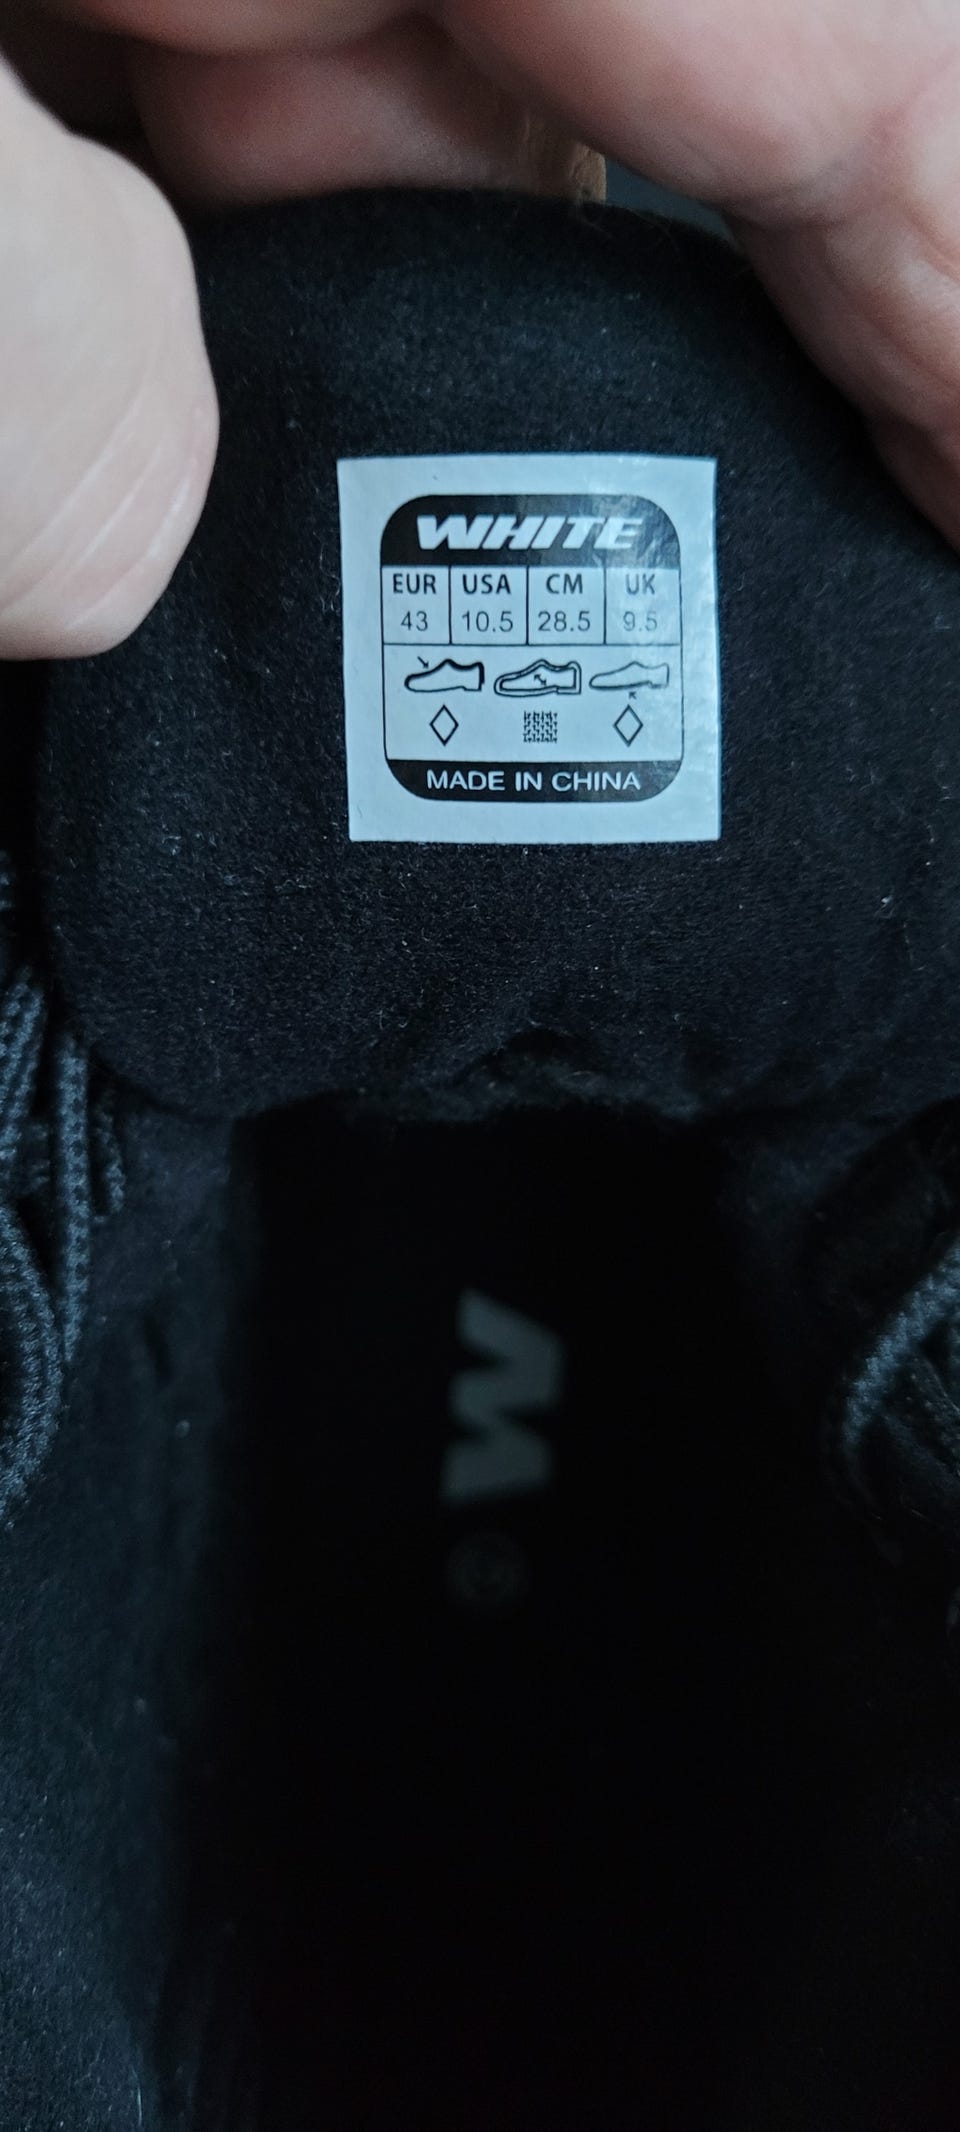 WHITE
EUR USA CM UK
43 10.5 28.5 9.5
MADE IN CHINA
W